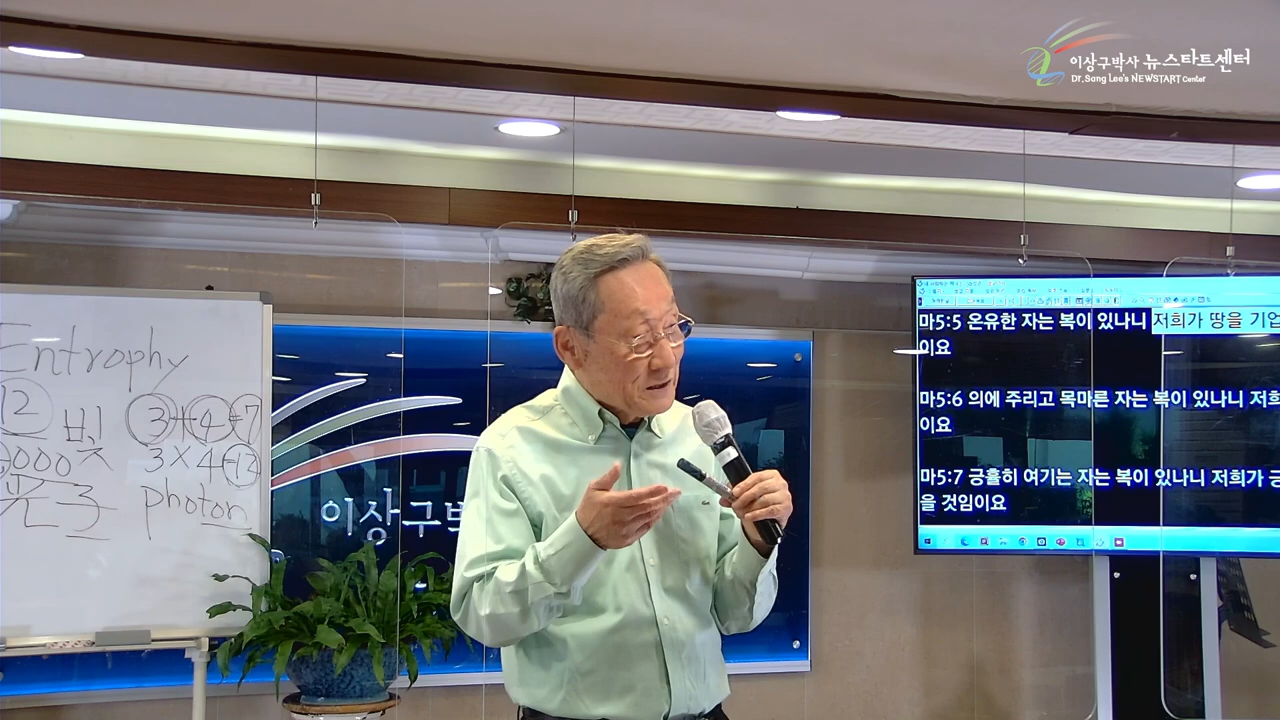 이상구박사 뉴스타트센터
Dr. Sang Lee's NEWSTART Center
Entrophy
12 빛 3+4=7
000 3×4=12
光子 photon
이상구박
마5:5 온유한 자는 복이 있나니 저희가 땅을 기업
이요
마5:6 의에 주리고 목마른 자는 복이 있나니 저희
이요
마5:7 긍휼히 여기는 자는 복이 있나니 저희가 긍
을 것임이요